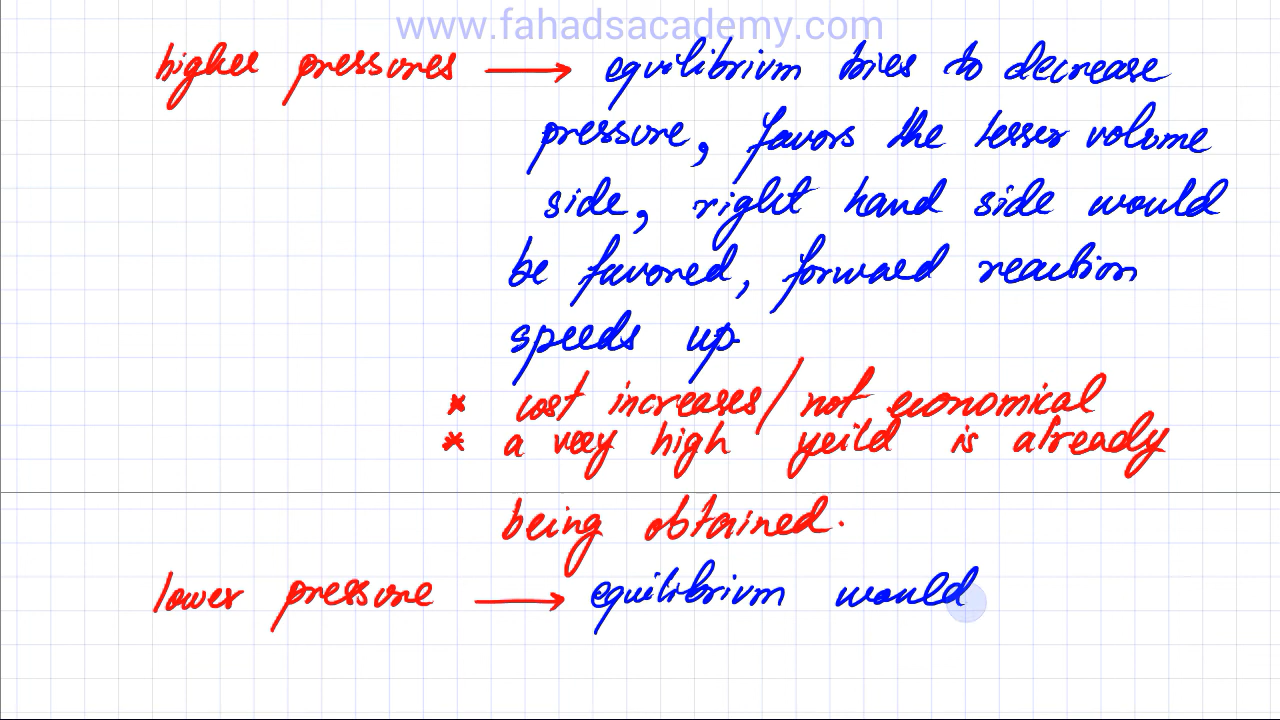 www.fahadsacademy.com
higher pressures → equilibrium tries to decrease
pressure, favors the lesser volume
side, right hand side would
be favored, forward reaction
speeds up
* cost increases/not economical
* a very high yeild is already
being obtained.
lower pressure → equilibrium would